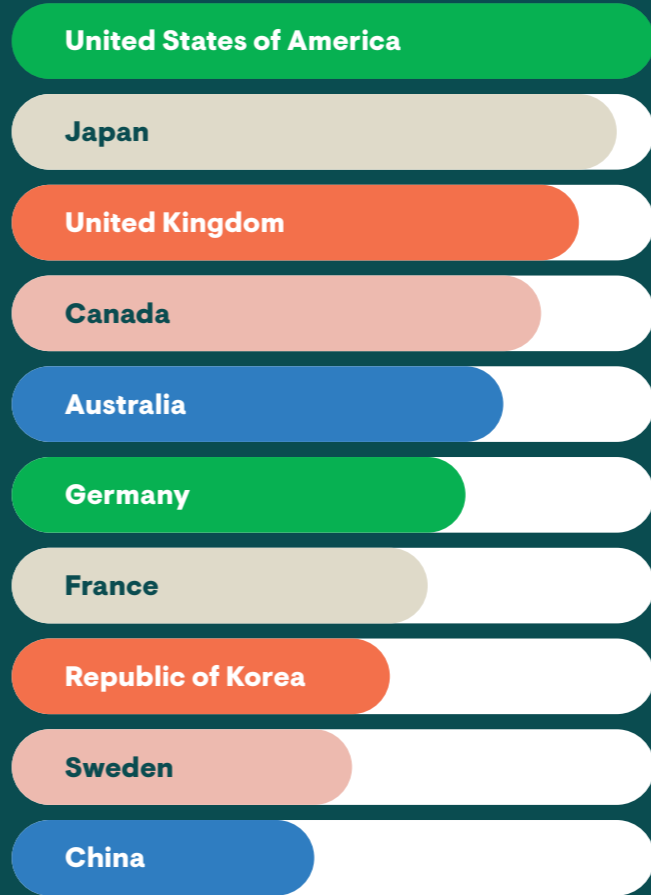 United States of America
Japan
United Kingdom
Canada
Australia
Germany
France
Republic of Korea
Sweden
China